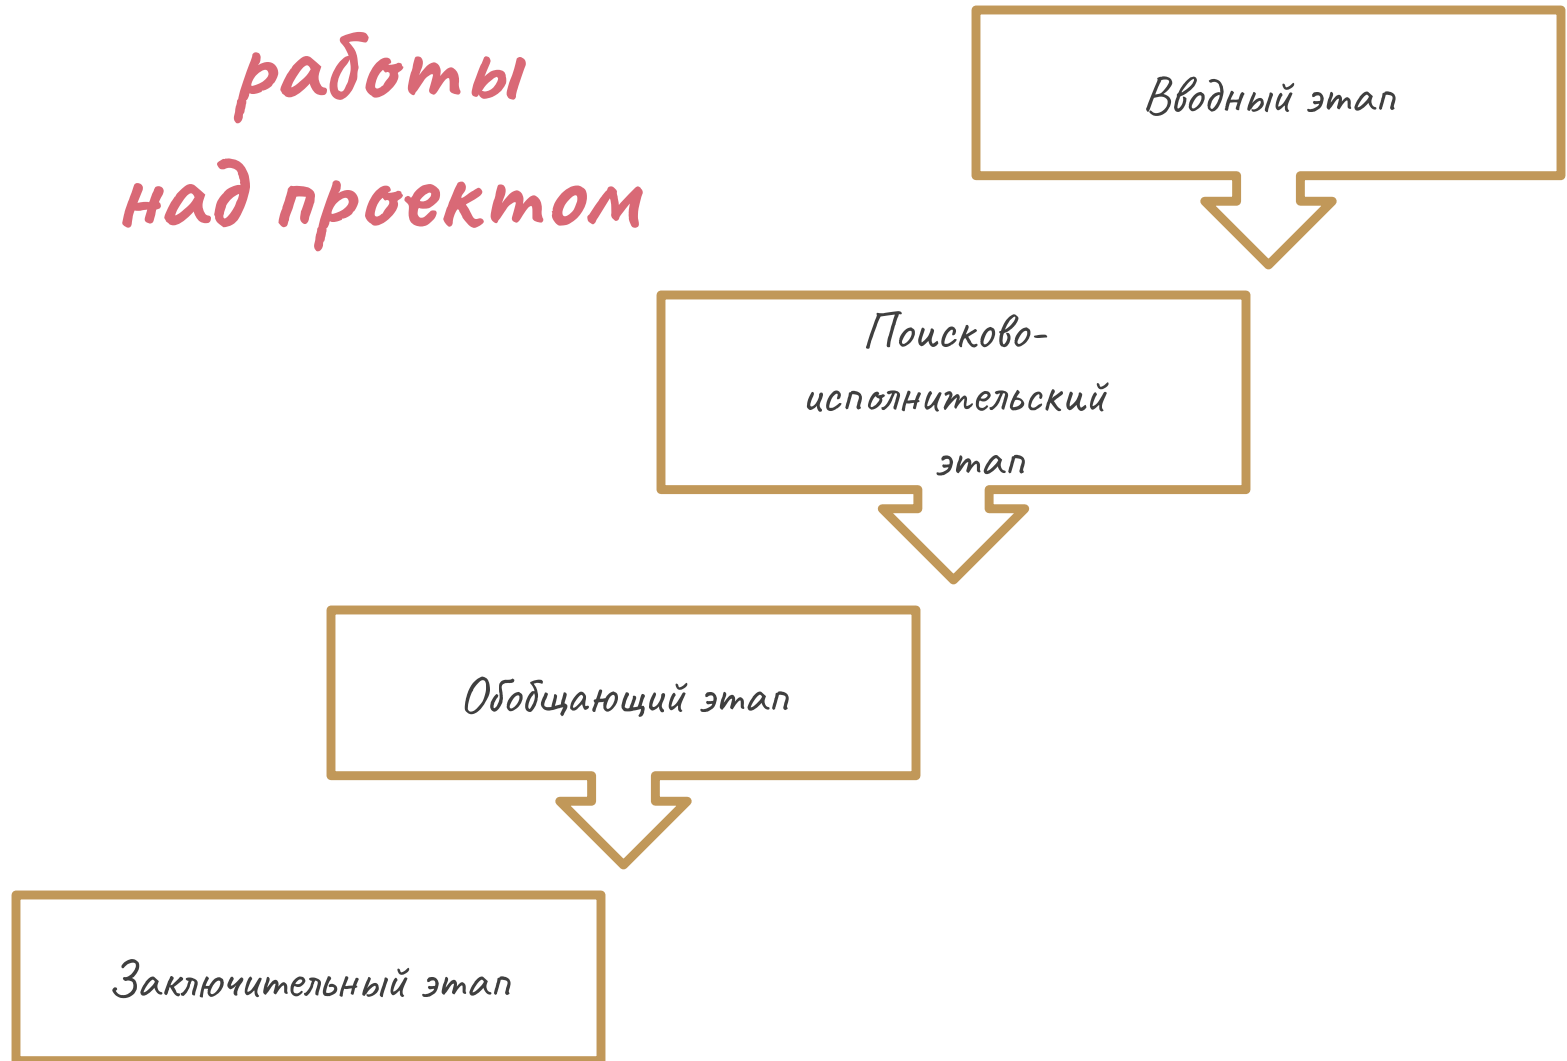 работы
над проектом
Вводный этап
Поисково-
исполнительский
этап
Обобщающий этап
Заключительный этап